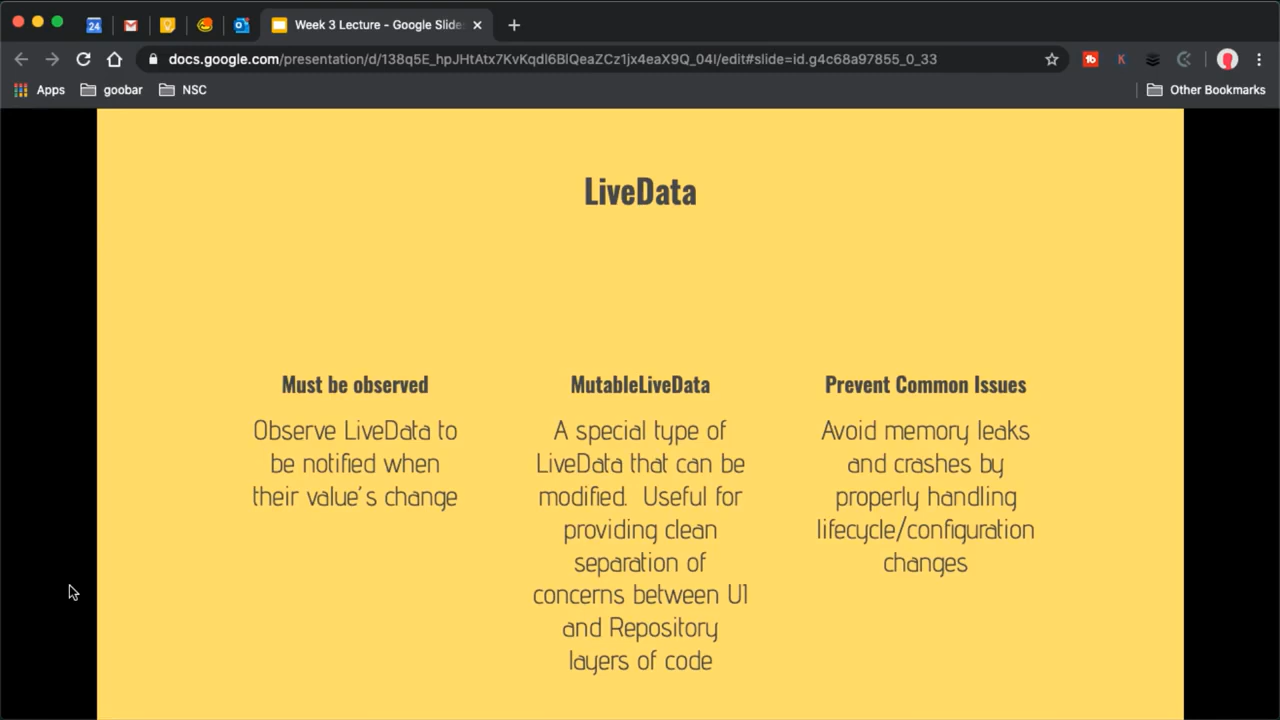 24
Week 3 Lecture - Google Slide
docs.google.com/presentation/d/138q5E_hpJHtAtx7KvKqdl6BlQeaZCz1jx4eaX9Q_04I/edit#slide=id.g4c68a97855_0_33
Apps
goobar
NSC
Other Bookmarks
LiveData
Must be observed
Observe LiveData to
be notified when
their value's change
MutableLiveData
A special type of
LiveData that can be
modified. Useful for
providing clean
separation of
concerns between UI
and Repository
layers of code
Prevent Common Issues
Avoid memory leaks
and crashes by
properly handling
lifecycle/configuration
changes